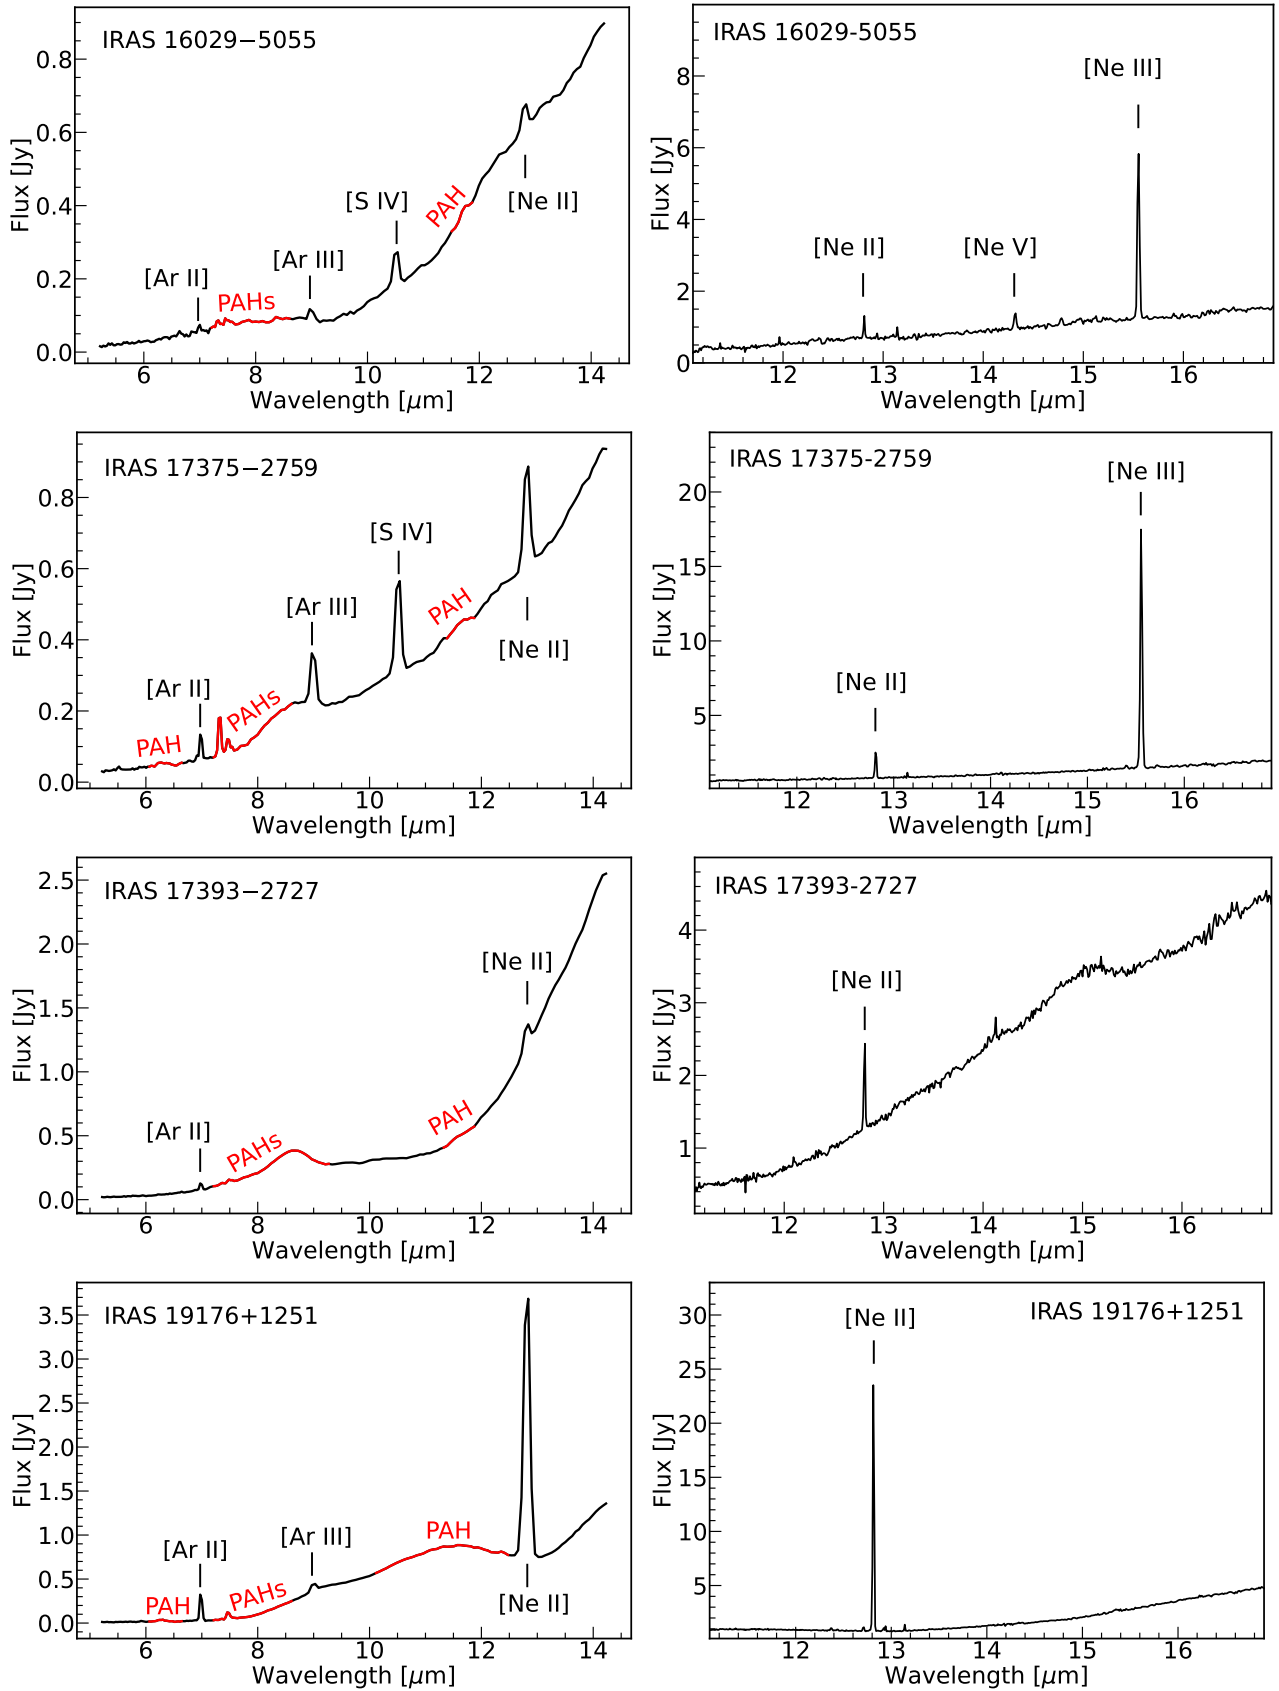 IRAS 16029−5055
[Ar II]
PAHs
[Ar III]
[S IV]
PAH
[Ne II]
0.0
0.2
0.4
0.6
0.8
6
8
10
12
14
Flux [Jy]
Wavelength [μm]
IRAS 16029-5055
[Ne II]
[Ne V]
[Ne III]
0
2
4
6
8
12
13
14
15
16
Flux [Jy]
Wavelength [μm]
IRAS 17375−2759
PAH
[Ar II]
PAHs
[Ar III]
[S IV]
PAH
[Ne II]
0.0
0.2
0.4
0.6
0.8
6
8
10
12
14
Flux [Jy]
Wavelength [μm]
IRAS 17375-2759
[Ne II]
[Ne III]
5
10
15
20
12
13
14
15
16
Flux [Jy]
Wavelength [μm]
IRAS 17393−2727
[Ar II]
PAHs
PAH
[Ne II]
0.0
0.5
1.0
1.5
2.0
2.5
6
8
10
12
14
Flux [Jy]
Wavelength [μm]
IRAS 17393-2727
[Ne II]
1
2
3
4
12
13
14
15
16
Flux [Jy]
Wavelength [μm]
IRAS 19176+1251
PAH
[Ar II]
PAHs
[Ar III]
PAH
[Ne II]
0.0
0.5
1.0
1.5
2.0
2.5
3.0
3.5
6
8
10
12
14
Flux [Jy]
Wavelength [μm]
IRAS 19176+1251
[Ne II]
5
10
15
20
25
30
12
13
14
15
16
Flux [Jy]
Wavelength [μm]